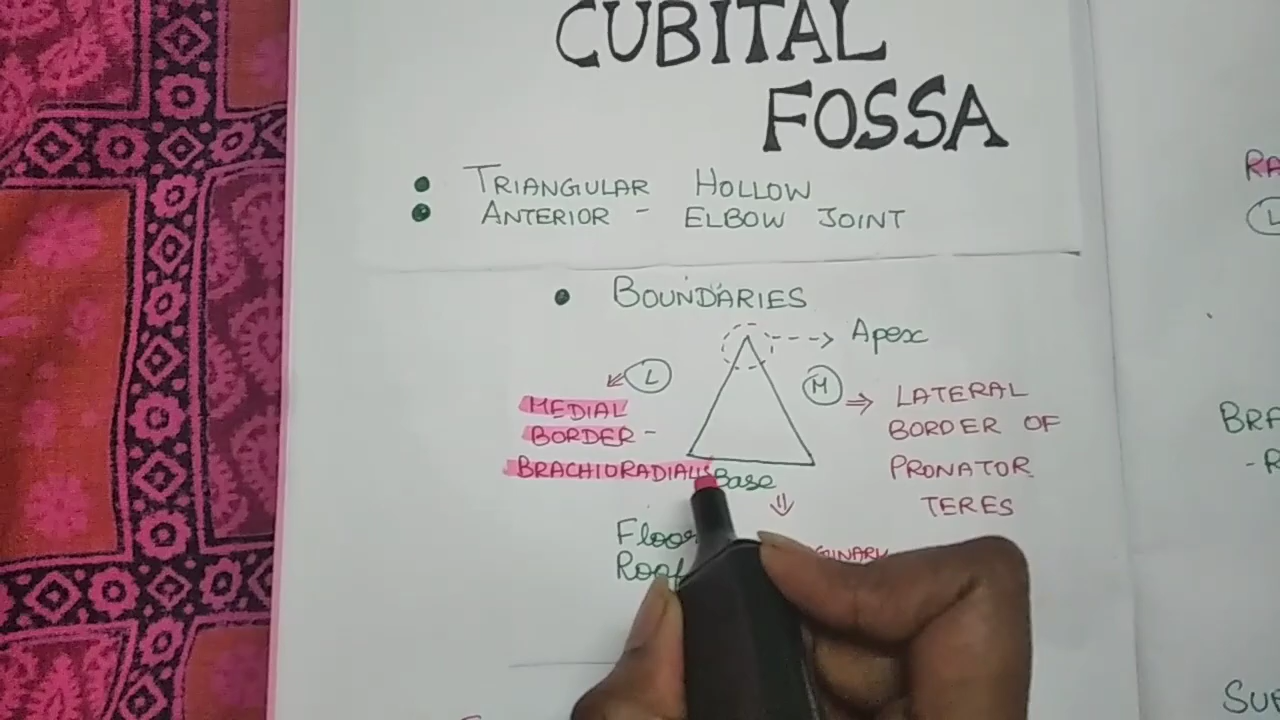 CUBITAL
FOSSA
• TRIANGULAR HOLLOW
• ANTERIOR - ELBOW JOINT
• BOUNDARIES
Apex
L
M
MEDIAL
BORDER -
BRACHIORADIALIS
LATERAL
BORDER OF
PRONATOR
TERES
Base
Floor
Roof